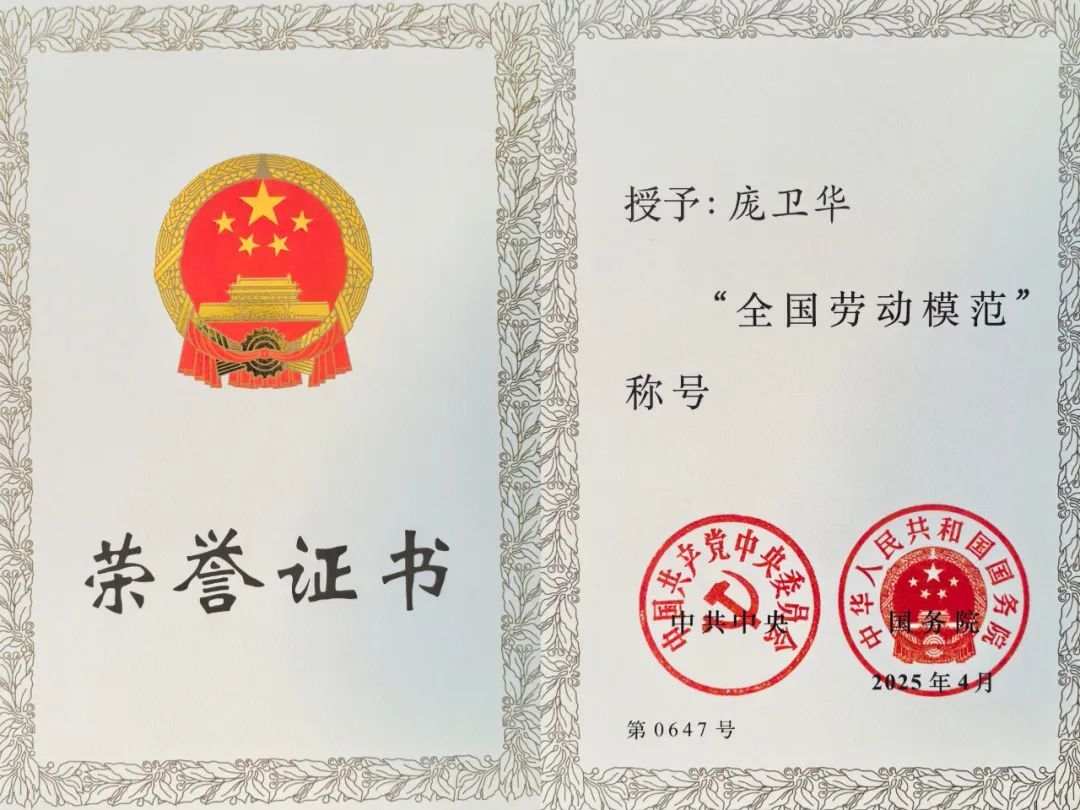 荣誉证书
授予：庞卫华
“全国劳动模范”
称号
中国共产党中央委员会
中共中央
中华人民共和国国务院
国务院
2025年4月
第0647号